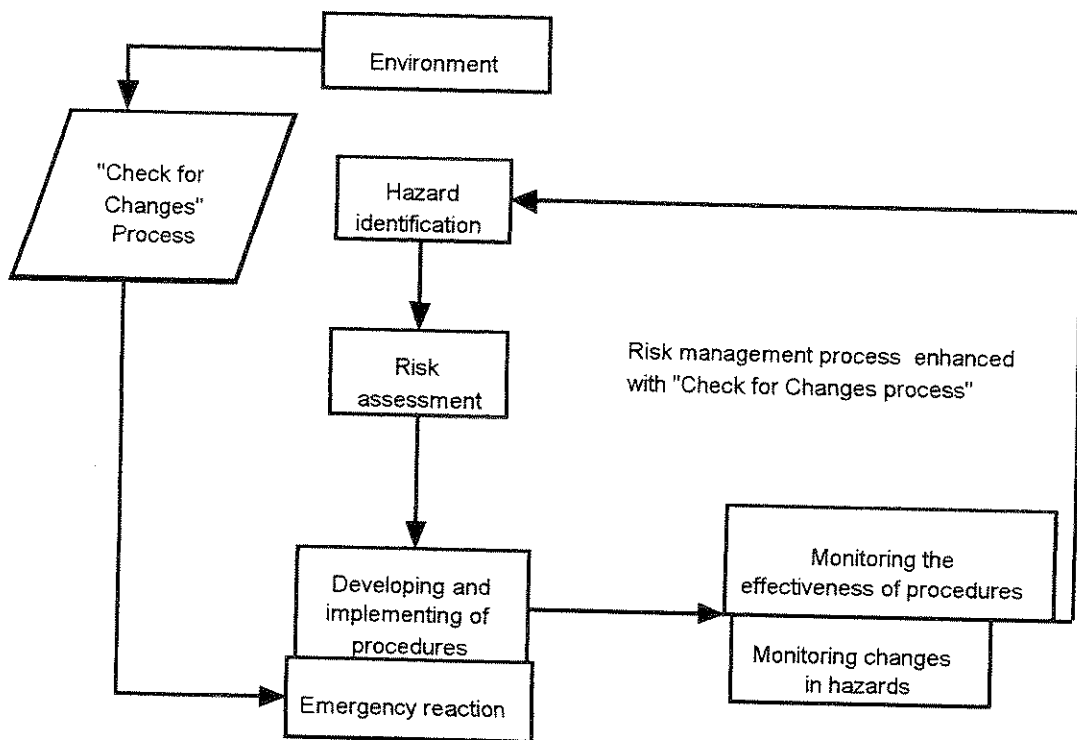 Environment
"Check for
Changes"
Process
Hazard
identification
Risk
assessment
Risk management process enhanced
with "Check for Changes process"
Developing and
implementing of
procedures
Emergency reaction
Monitoring the
effectiveness of procedures
Monitoring changes
in hazards